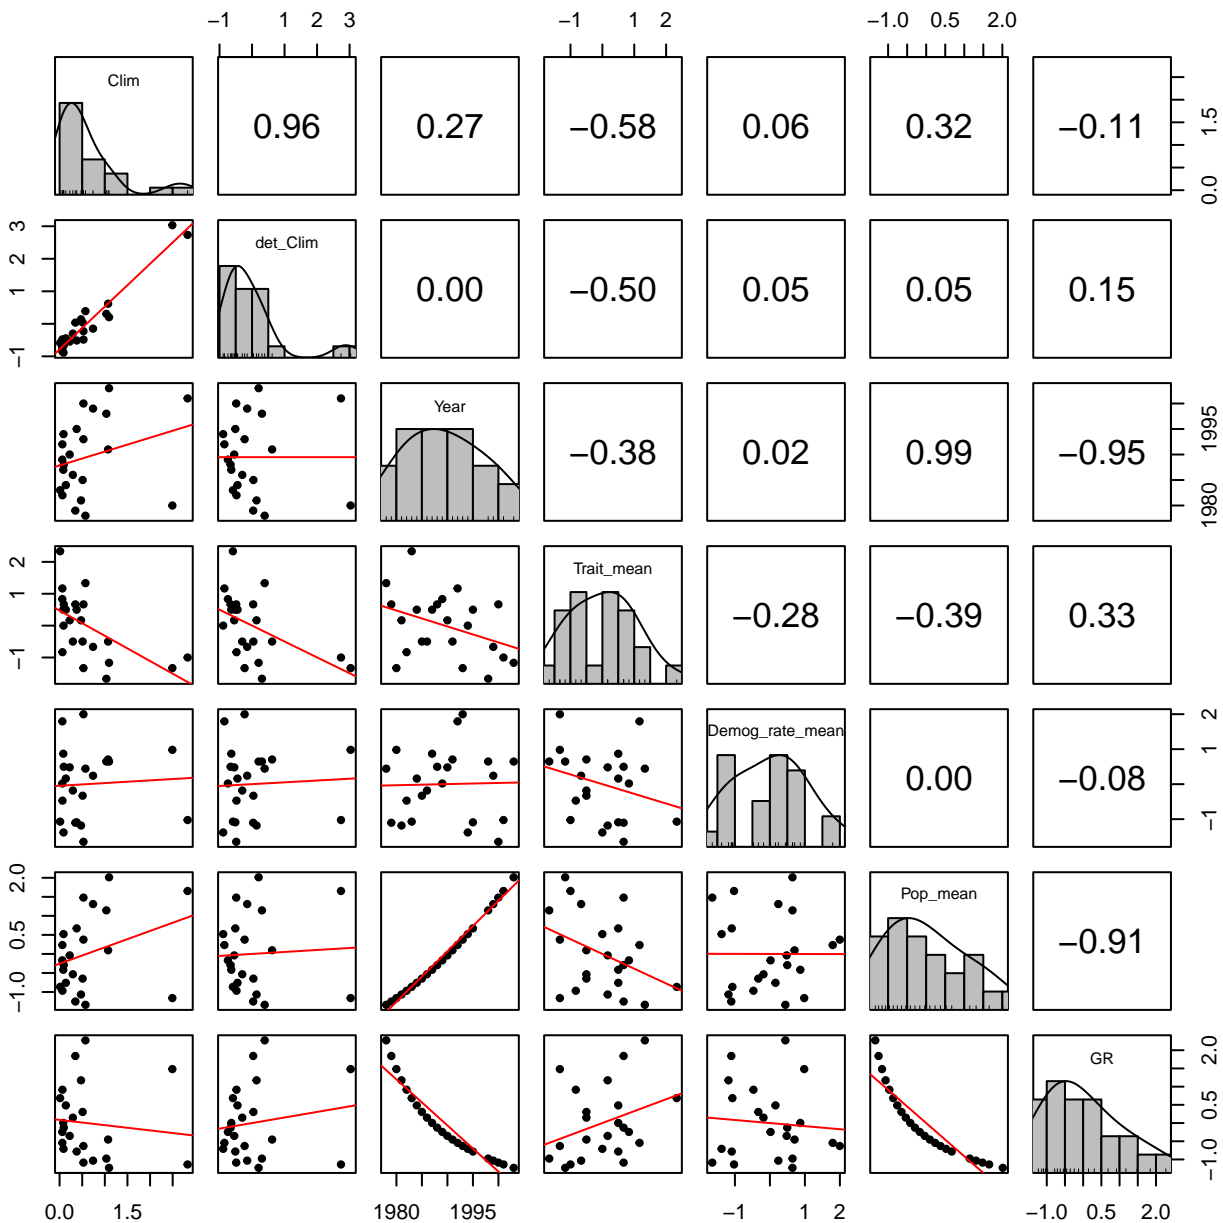 −1 1 2 3 −1 1 2 −1.0 0.5 2.0
Clim 0.96 0.27 −0.58 0.06 0.32 −0.11 0.0 1.5
−1 1 2 3 det_Clim 0.00 −0.50 0.05 0.05 0.15
Year −0.38 0.02 0.99 −0.95 1980 1995
−1 1 2 Trait_mean −0.28 −0.39 0.33
Demog_rate_mean 0.00 −0.08 −1 1 2
−1.0 0.5 2.0 Pop_mean −0.91
GR −1.0 0.5 2.0
0.0 1.5 1980 1995 −1 1 2 −1.0 0.5 2.0